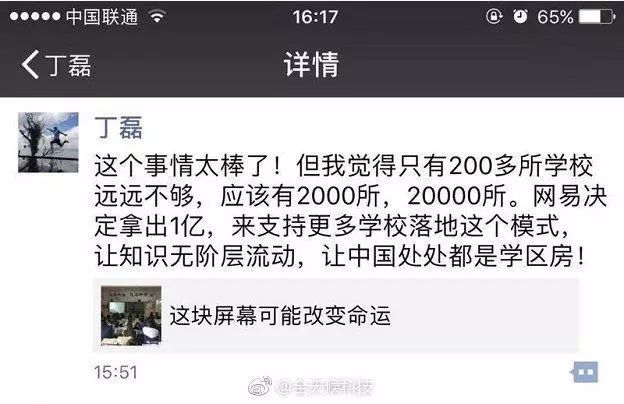 中国联通 16:17 65%
丁磊 详情
丁磊
这个事情太棒了！但我觉得只有200多所学校
远远不够，应该有2000所，20000所。网易决
定拿出1亿，来支持更多学校落地这个模式，
让知识无阶层流动，让中国处处都是学区房！
这块屏幕可能改变命运
15:51
@全天候科技